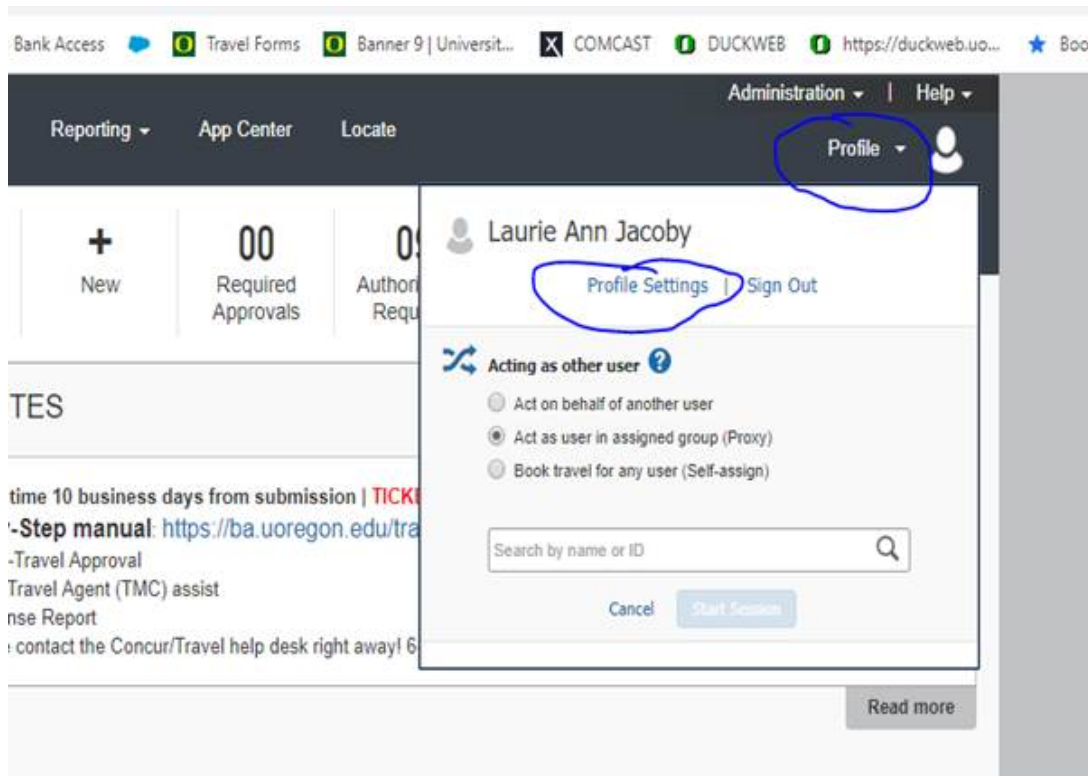 Bank Access Travel Forms Banner 9 | Universit... COMCAST DUCKWEB https://duckweb.uo... Boo
Administration | Help
Reporting App Center Locate
Profile
+ 00
New Required Approvals Authori Requ
Laurie Ann Jacoby
Profile Settings | Sign Out
Acting as other user ?
Act on behalf of another user
Act as user in assigned group (Proxy)
Book travel for any user (Self-assign)
Search by name or ID
Cancel Start Session
TES
time 10 business days from submission | TICKE
-Step manual: https://ba.uoregon.edu/tra
-Travel Approval
Travel Agent (TMC) assist
nse Report
contact the Concur/Travel help desk right away! 6
Read more